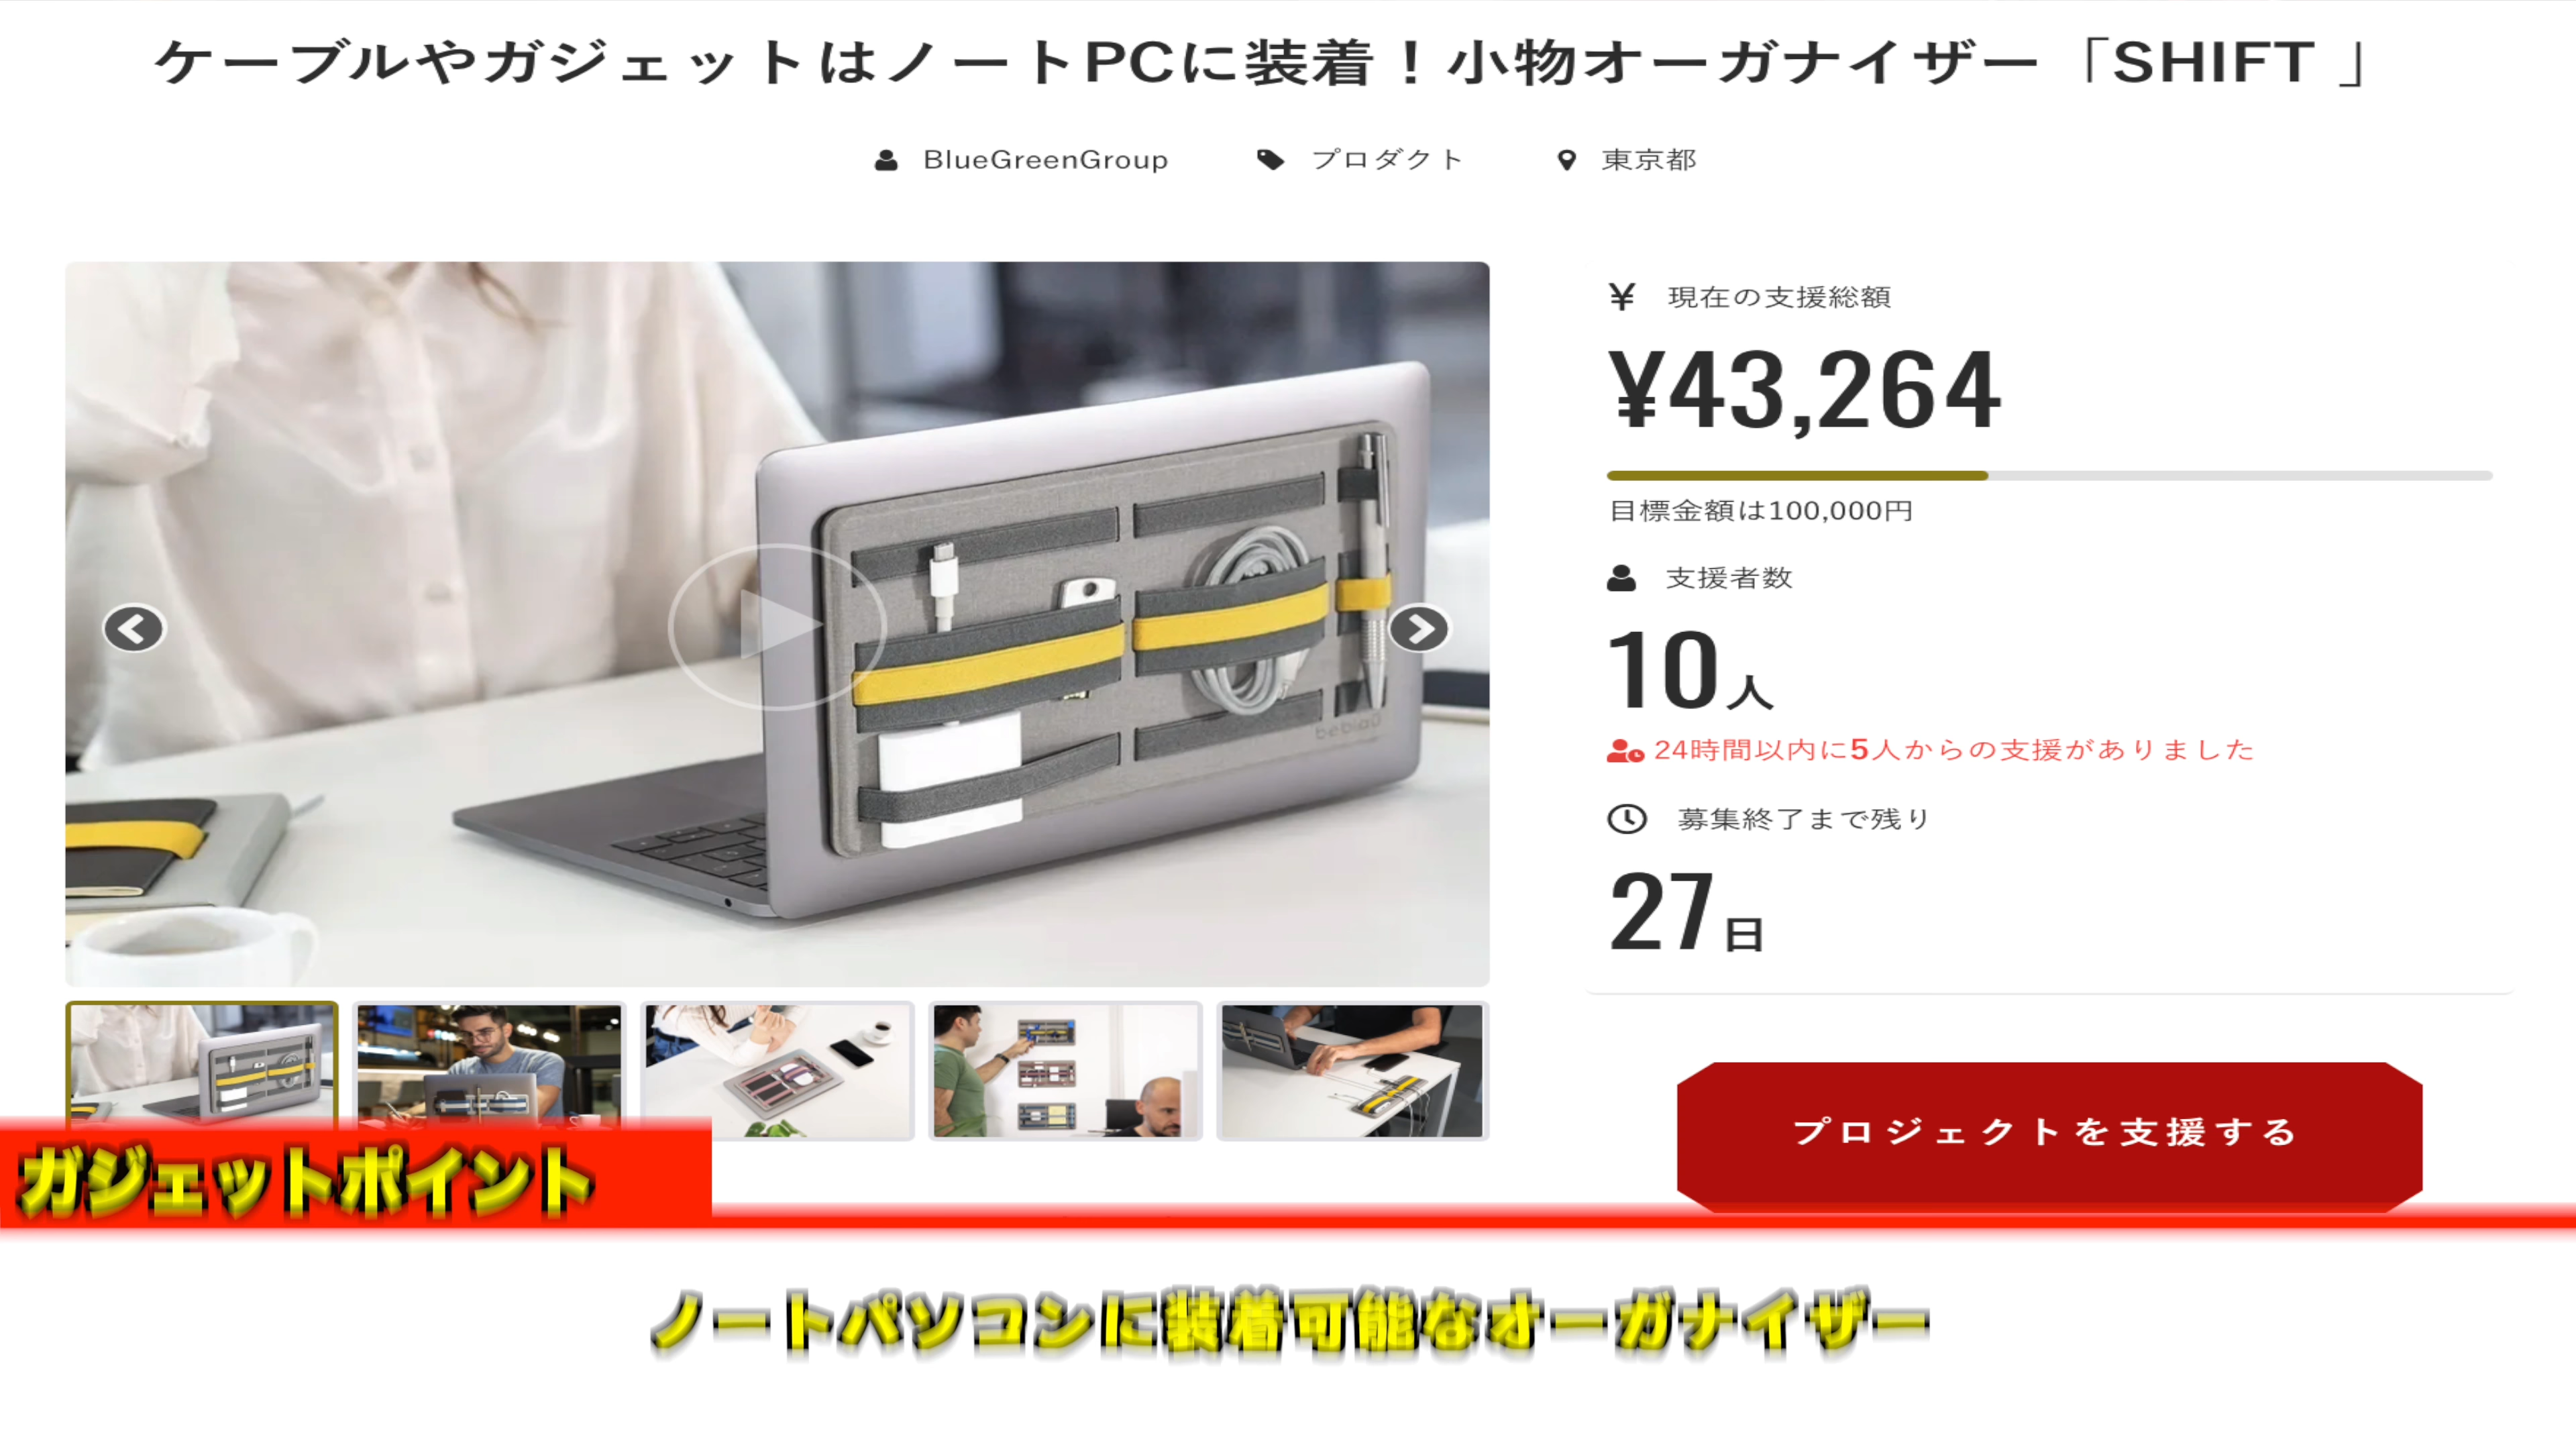 ケーブルやガジェットはノートPCに装着！小物オーガナイザー「SHIFT 」
BlueGreenGroup プロダクト 東京都
¥ 現在の支援総額
¥43,264
目標金額は100,000円
支援者数
10人
24時間以内に5人からの支援がありました
募集終了まで残り
27日
プロジェクトを支援する
ガジェットポイント
ノートパソコンに装着可能なオーガナイザー